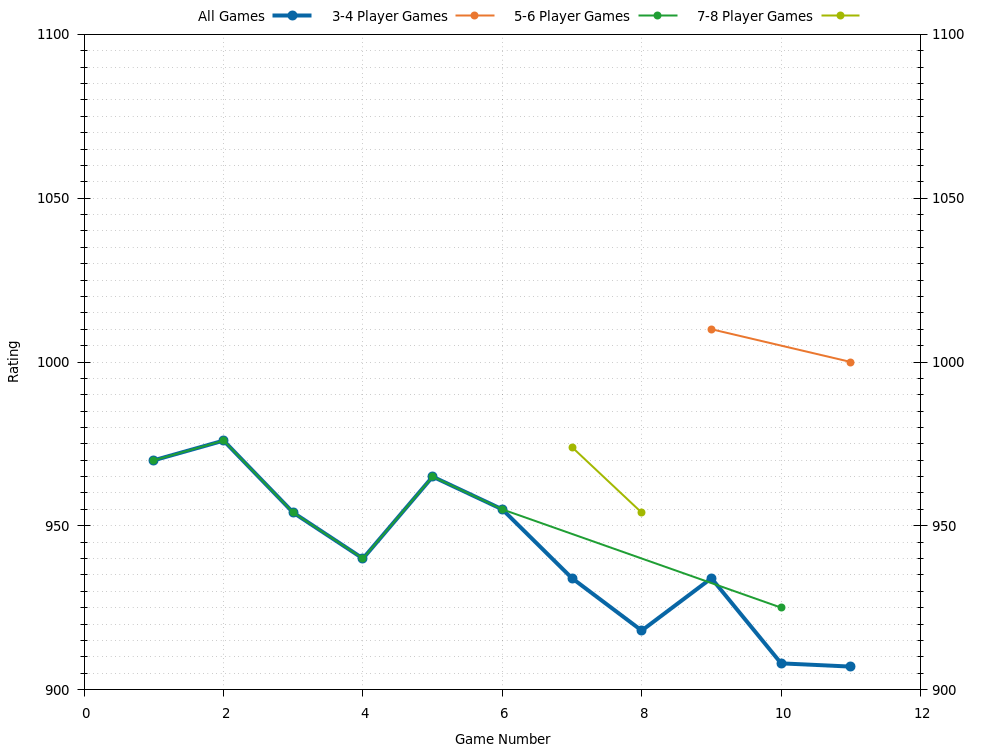 All Games 3-4 Player Games 5-6 Player Games 7-8 Player Games
1100 1100
1050 1050
1000 1000
950 950
900 900
Rating
0 2 4 6 8 10 12
Game Number